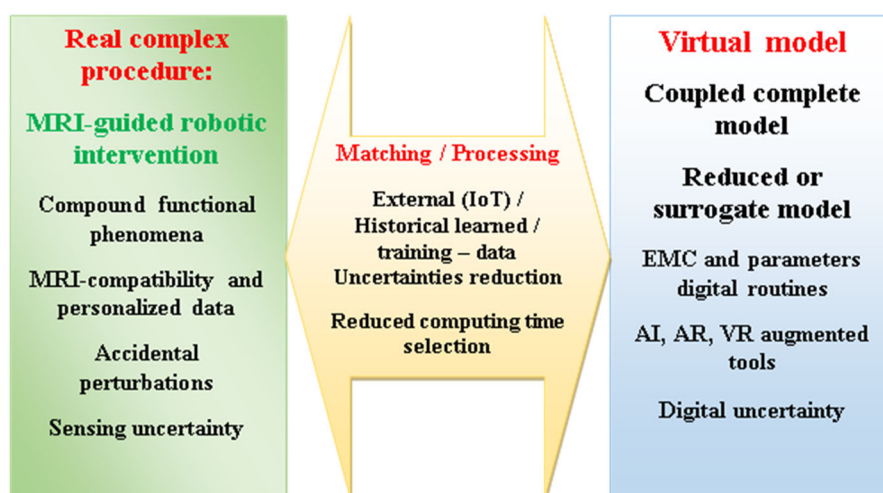 Real complex
procedure:
MRI-guided robotic
intervention
Compound functional
phenomena
MRI-compatibility and
personalized data
Accidental
perturbations
Sensing uncertainty
Matching / Processing
External (IoT) /
Historical learned /
training – data
Uncertainties reduction
Reduced computing time
selection
Virtual model
Coupled complete
model
Reduced or
surrogate model
EMC and parameters
digital routines
AI, AR, VR augmented
tools
Digital uncertainty